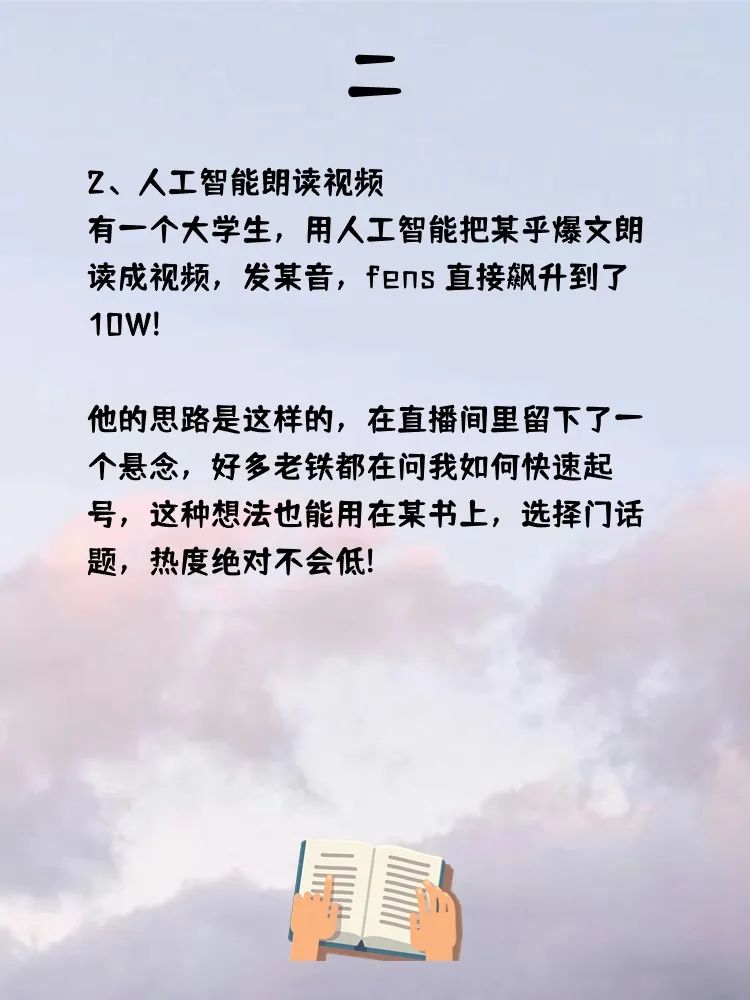 二
2、人工智能朗读视频
有一个大学生，用人工智能把某乎爆文朗
读成视频，发某音，fens 直接飙升到了
10W!
他的思路是这样的，在直播间里留下了一
个悬念，好多老铁都在问我如何快速起
号，这种想法也能用在某书上，选择门话
题，热度绝对不会低!